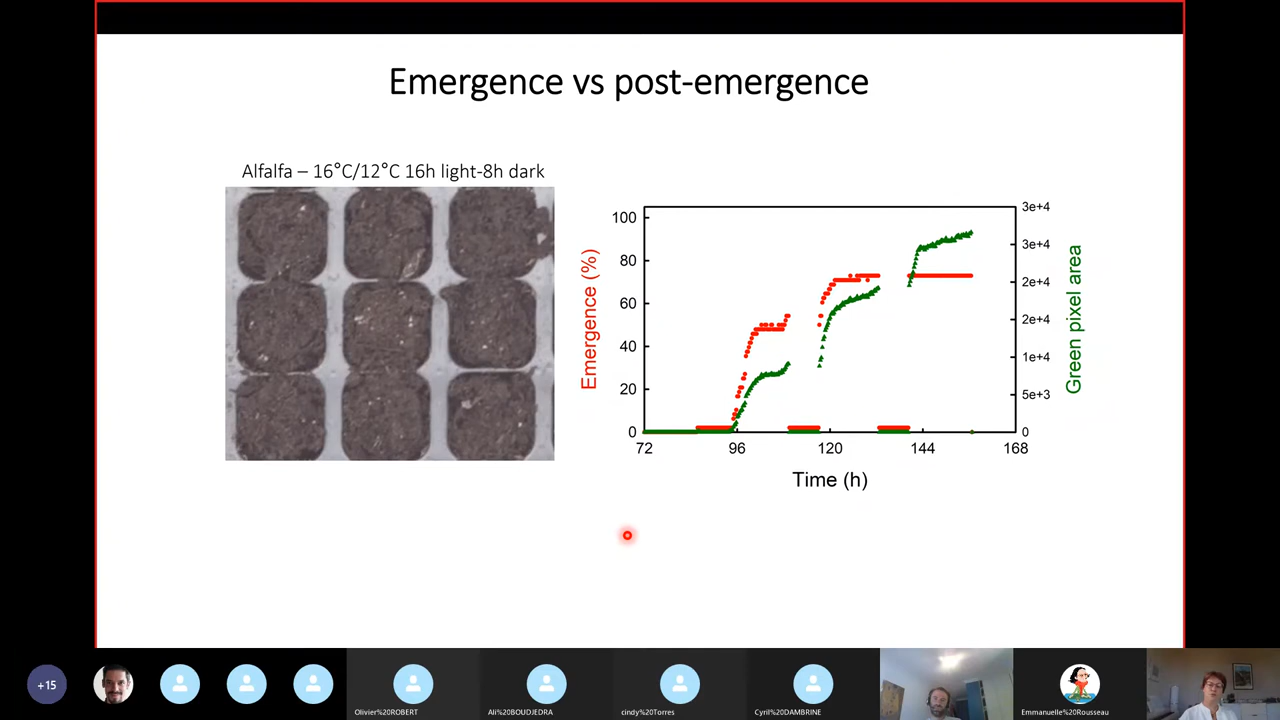 Emergence vs post-emergence
Alfalfa – 16°C/12°C 16h light-8h dark
100
80
60
40
20
0
Emergence (%)
3e+4
3e+4
2e+4
2e+4
1e+4
5e+3
0
Green pixel area
72
96
120
144
168
Time (h)
+15
Olivier%20ROBERT
Ali%20BOUDJEDRA
cindy%20Torres
Cyril%20DAMBRINE
Emmanuelle%20Rousseau